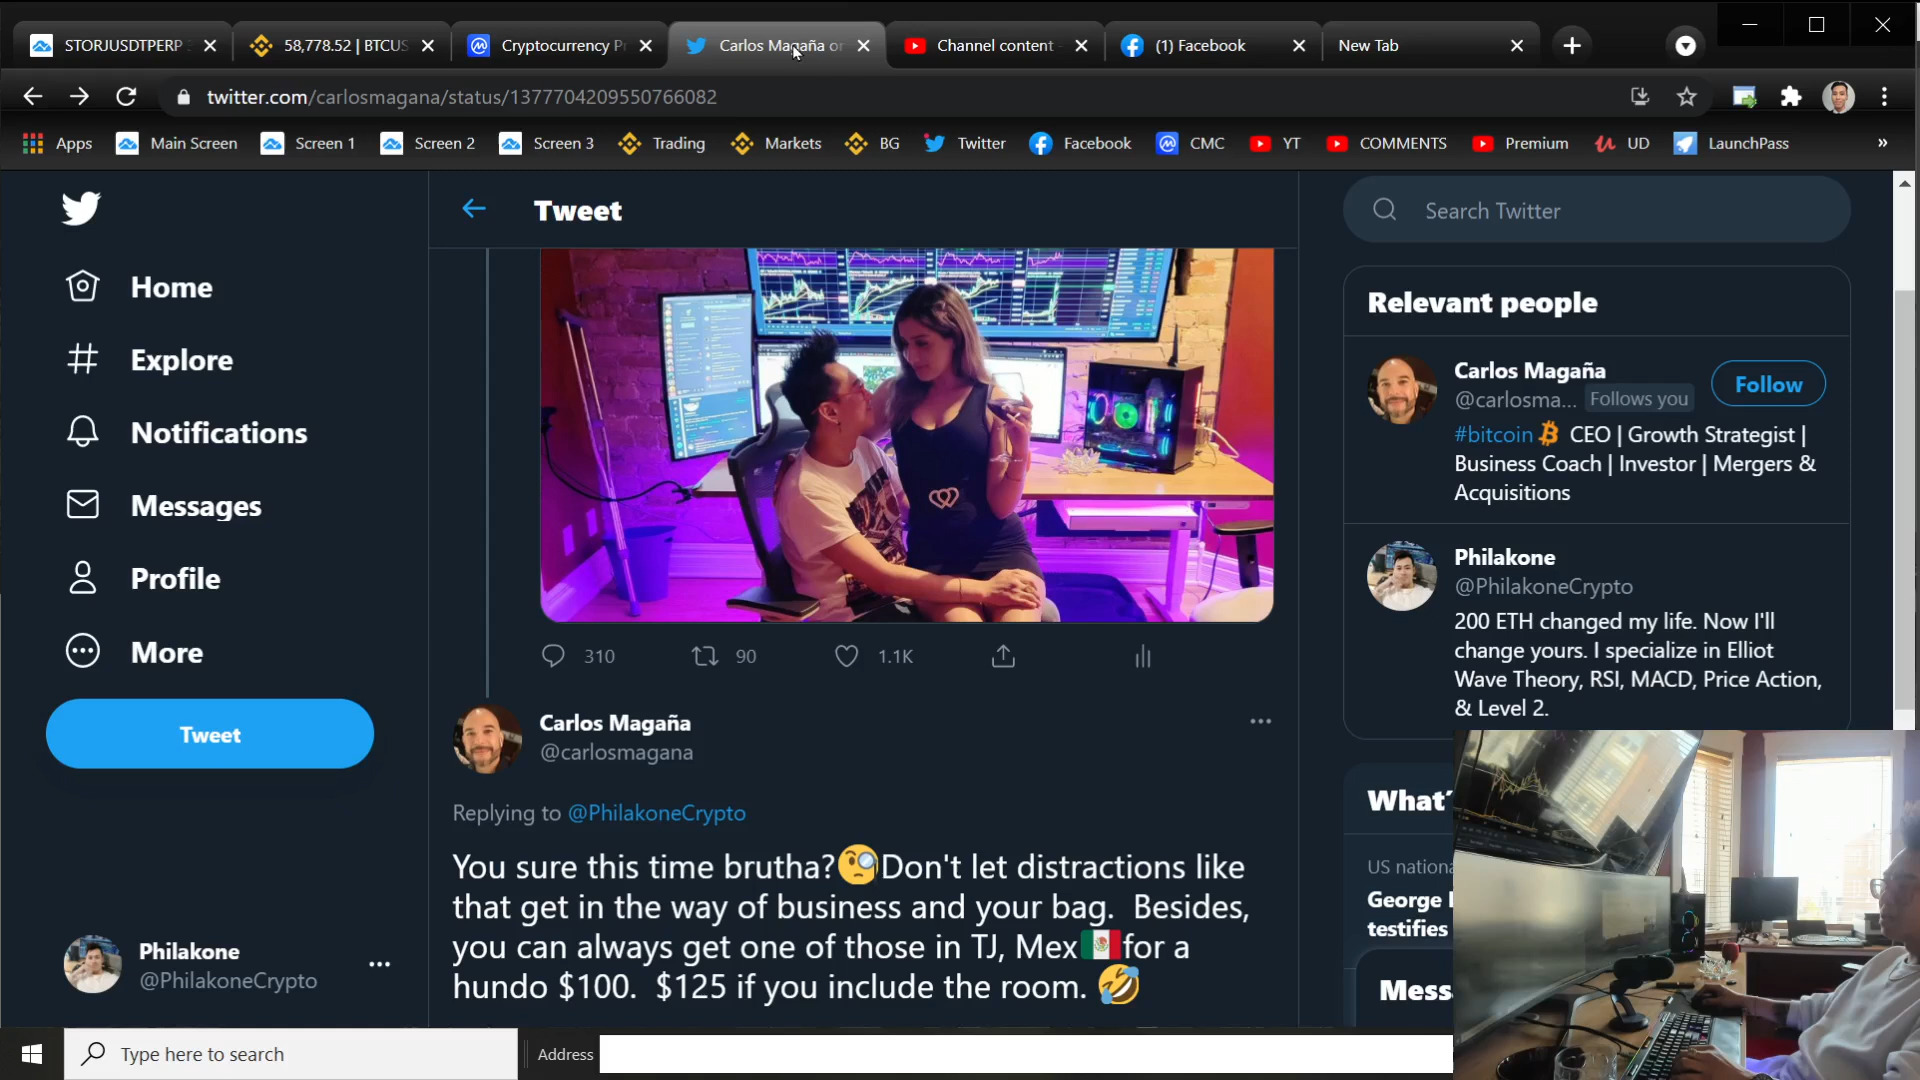 STORJUSDTPERP
58,778.52 | BTCUS
Cryptocurrency P
Carlos Magaña o
Channel content
(1) Facebook
New Tab
twitter.com/carlosmagana/status/1377704209550766082
Apps
Main Screen
Screen 1
Screen 2
Screen 3
Trading
Markets
BG
Twitter
Facebook
CMC
YT
COMMENTS
Premium
UD
LaunchPass
»
Home
Explore
Notifications
Messages
Profile
More
Tweet
Philakone
@PhilakoneCrypto
Tweet
310
90
1.1K
Carlos Magaña
@carlosmagana
Replying to @PhilakoneCrypto
You sure this time brutha?🧐Don't let distractions like
that get in the way of business and your bag. Besides,
you can always get one of those in TJ, Mex🇲🇽for a
hundo $100. $125 if you include the room. 🤣
Search Twitter
Relevant people
Carlos Magaña
@carlosma... Follows you
Follow
#bitcoin CEO | Growth Strategist |
Business Coach | Investor | Mergers &
Acquisitions
Philakone
@PhilakoneCrypto
200 ETH changed my life. Now I'll
change yours. I specialize in Elliot
Wave Theory, RSI, MACD, Price Action,
& Level 2.
What'
US nationa
George
testifies
Mess
Type here to search
Address